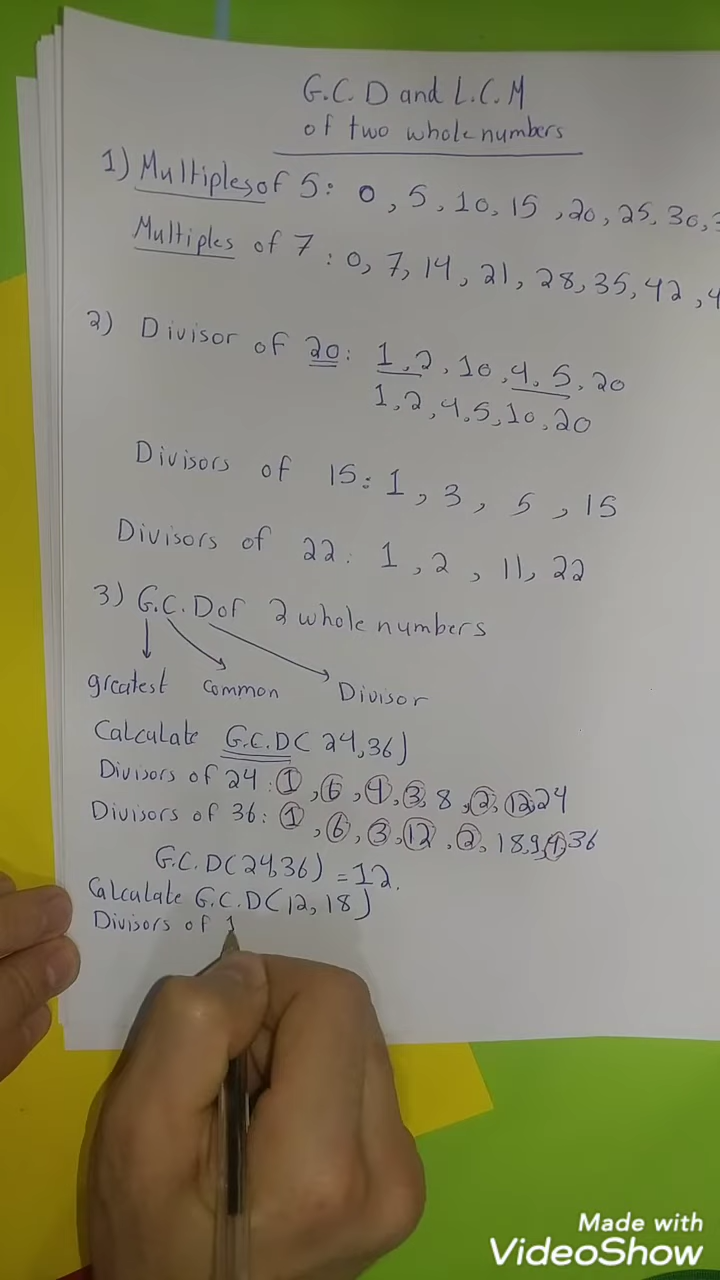 G.C.D and L.C.M
of two whole numbers
1) Multiples of 5: 0, 5, 10, 15, 20, 25, 30,
Multiples of 7: 0, 7, 14, 21, 28, 35, 42, 4
2) Divisor of 20: 1, 2, 10, 4, 5, 20
1, 2, 4, 5, 10, 20
Divisors of 15: 1, 3, 5, 15
Divisors of 22: 1, 2, 11, 22
3) G.C.D of 2 whole numbers
greatest common Divisor
Calculate G.C.D(24,36)
Divisors of 24: 1, 6, 4, 3, 8, 2, 12, 24
Divisors of 36: 1, 6, 3, 12, 2, 18, 9, 4, 36
G.C.D(24,36) = 12.
Calculate G.C.D(12, 18)
Divisors of 1
Made with
VideoShow